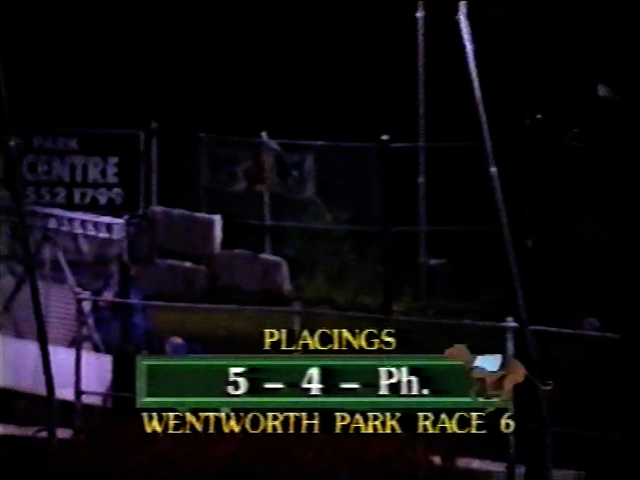 PARK
CENTRE
552 1799
PLACINGS
5 - 4 - Ph.
WENTWORTH PARK RACE 6